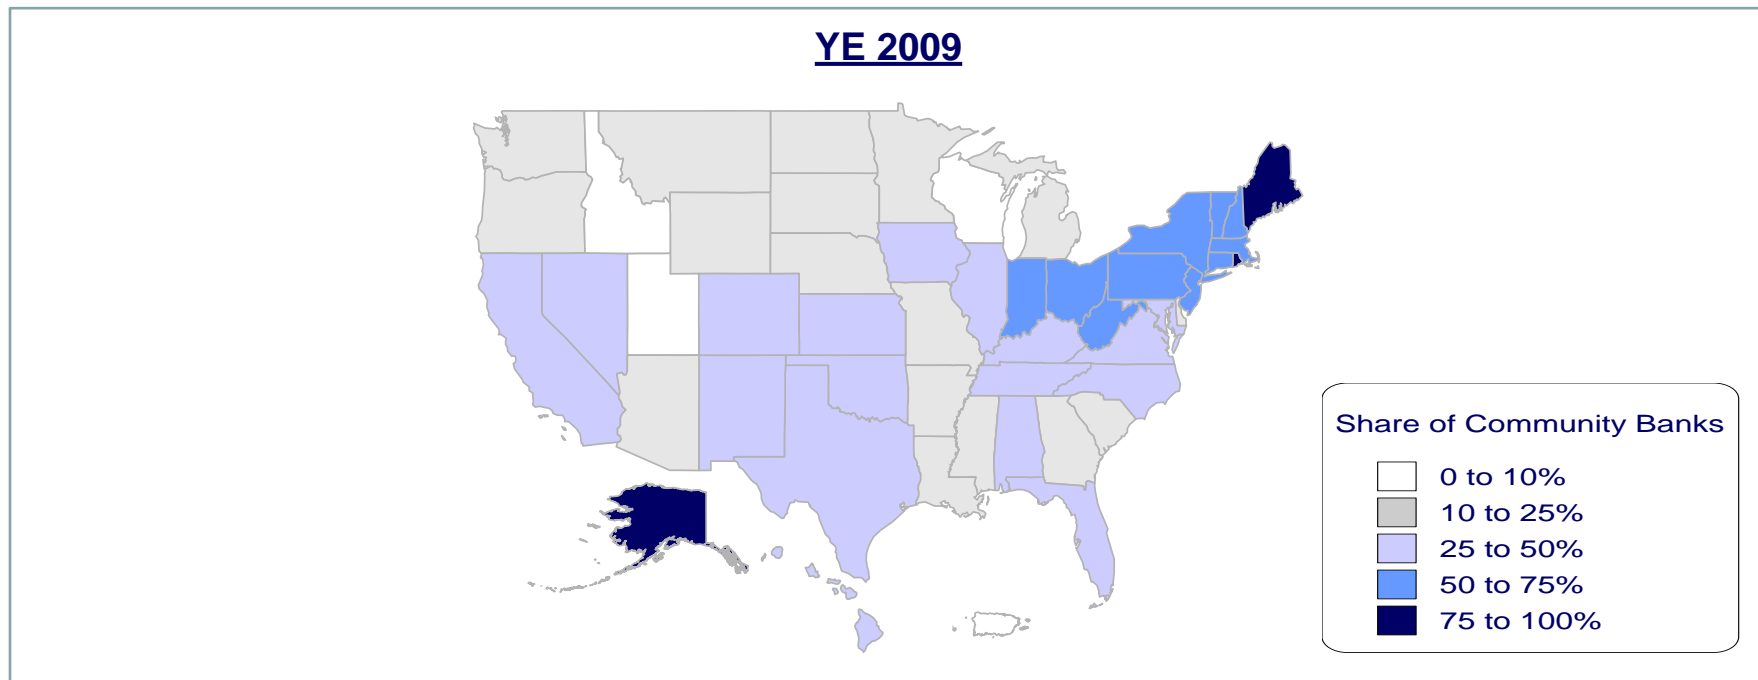 YE 2009
Share of Community Banks
0 to 10%
10 to 25%
25 to 50%
50 to 75%
75 to 100%